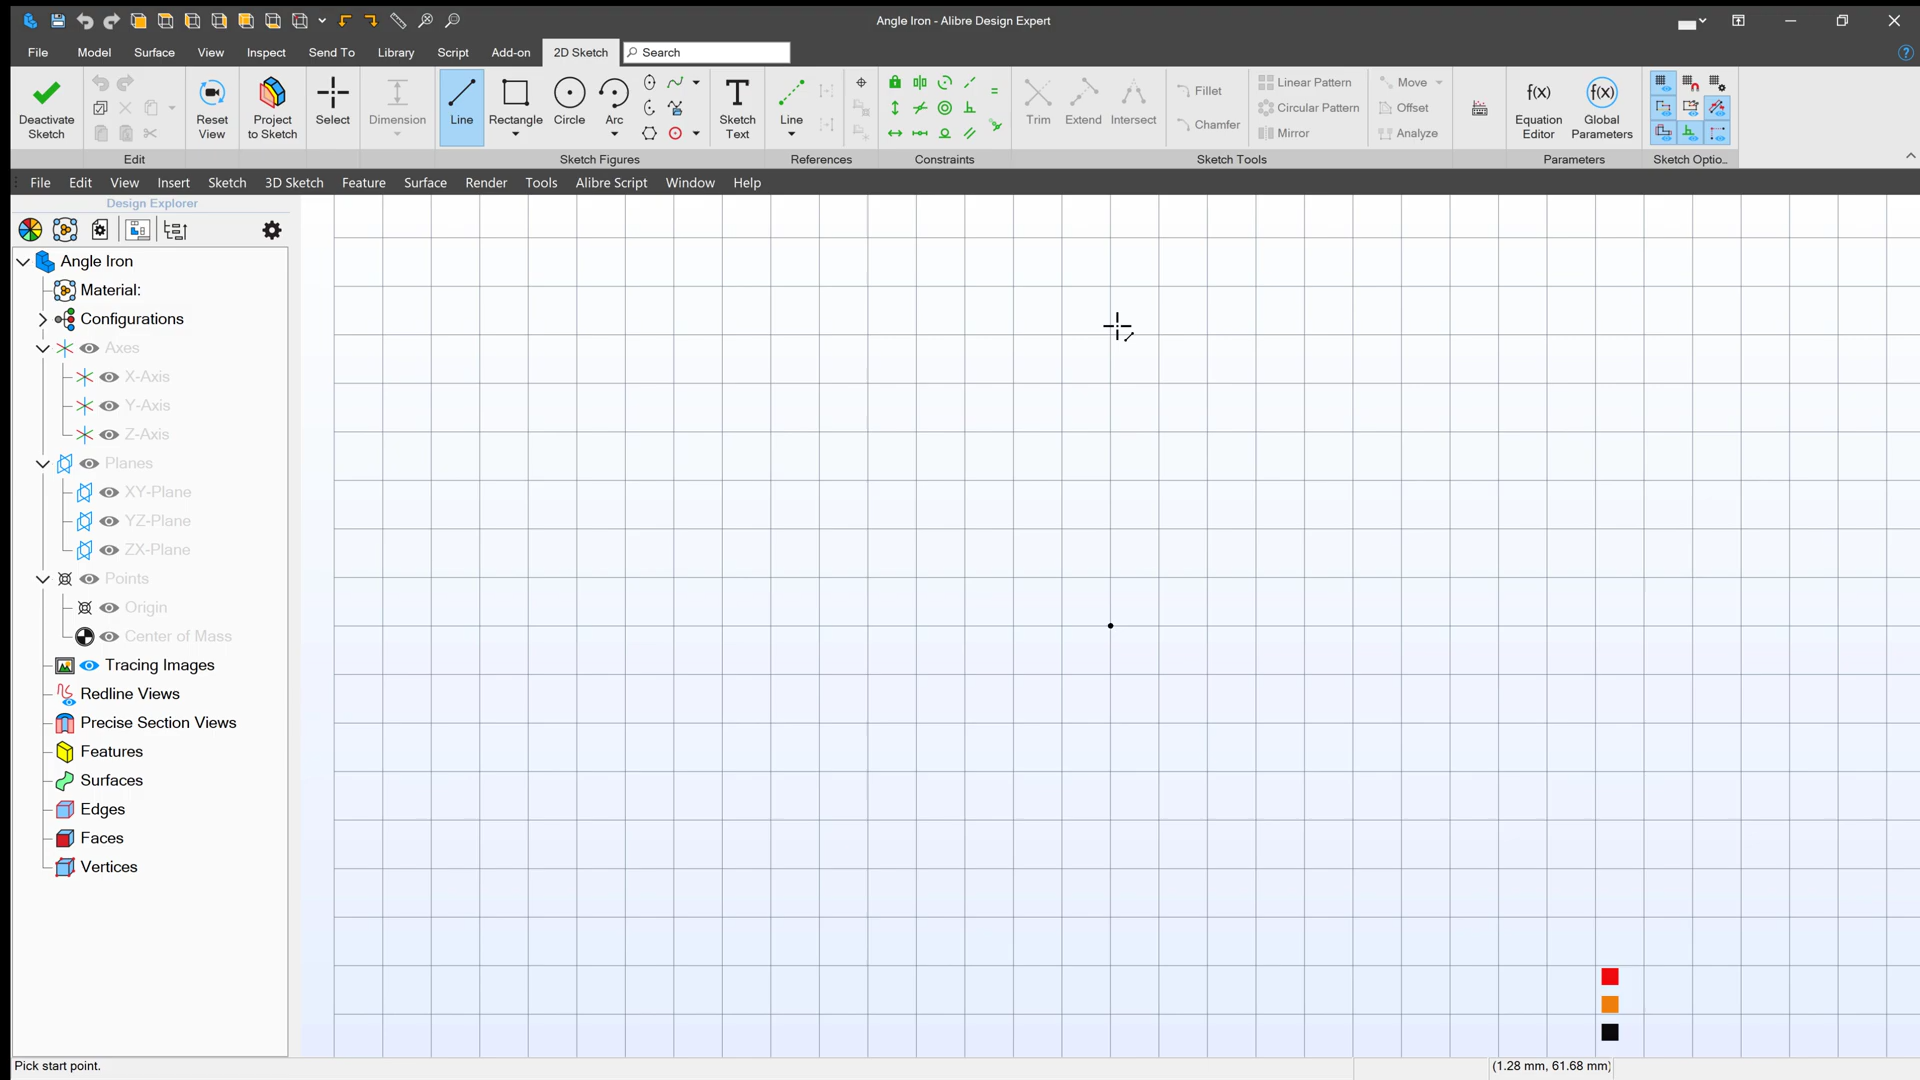 Angle Iron - Alibre Design Expert
File Model Surface View Inspect Send To Library Script Add-on 2D Sketch Search
Deactivate Sketch
Edit
Reset View
Project to Sketch
Select
Dimension
Line
Rectangle
Circle
Arc
Sketch Text
Sketch Figures
Line
References
Constraints
Trim
Extend
Intersect
Fillet
Chamfer
Linear Pattern
Circular Pattern
Mirror
Move
Offset
Analyze
Sketch Tools
f(x)
Equation Editor
f(x)
Global Parameters
Parameters
Sketch Optio...
File Edit View Insert Sketch 3D Sketch Feature Surface Render Tools Alibre Script Window Help
Design Explorer
Angle Iron
Material:
Configurations
Axes
X-Axis
Y-Axis
Z-Axis
Planes
XY-Plane
YZ-Plane
ZX-Plane
Points
Origin
Center of Mass
Tracing Images
Redline Views
Precise Section Views
Features
Surfaces
Edges
Faces
Vertices
Pick start point.
(1.28 mm, 61.68 mm)